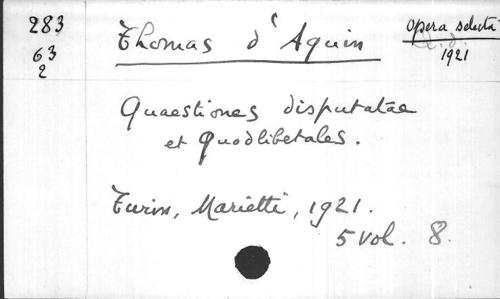 283
63
2
Thomas d'Aquin
Opera selecta
1921
Quaestiones disputatae
et Quodlibetales.
Turin, Marietti, 1921.
5 vol. 8.